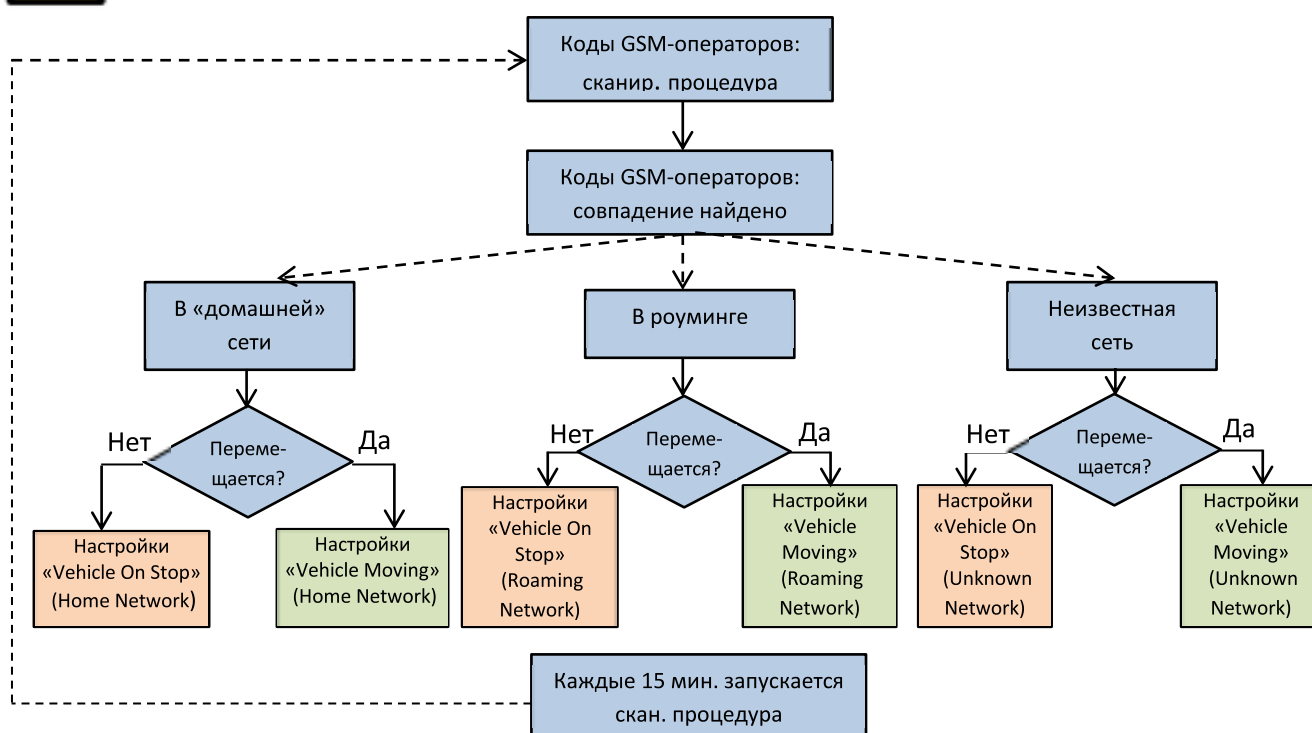 Коды GSM-операторов:
сканир. процедура
Коды GSM-операторов:
совпадение найдено
В «домашней»
сети
В роуминге
Неизвестная
сеть
Нет
Переме-
щается?
Да
Нет
Переме-
щается?
Да
Нет
Переме-
щается?
Да
Настройки
«Vehicle On Stop»
(Home Network)
Настройки
«Vehicle Moving»
(Home Network)
Настройки
«Vehicle On
Stop»
(Roaming
Network)
Настройки
«Vehicle
Moving»
(Roaming
Network)
Настройки
«Vehicle On
Stop»
(Unknown
Network)
Настройки
«Vehicle
Moving»
(Unknown
Network)
Каждые 15 мин. запускается
скан. процедура